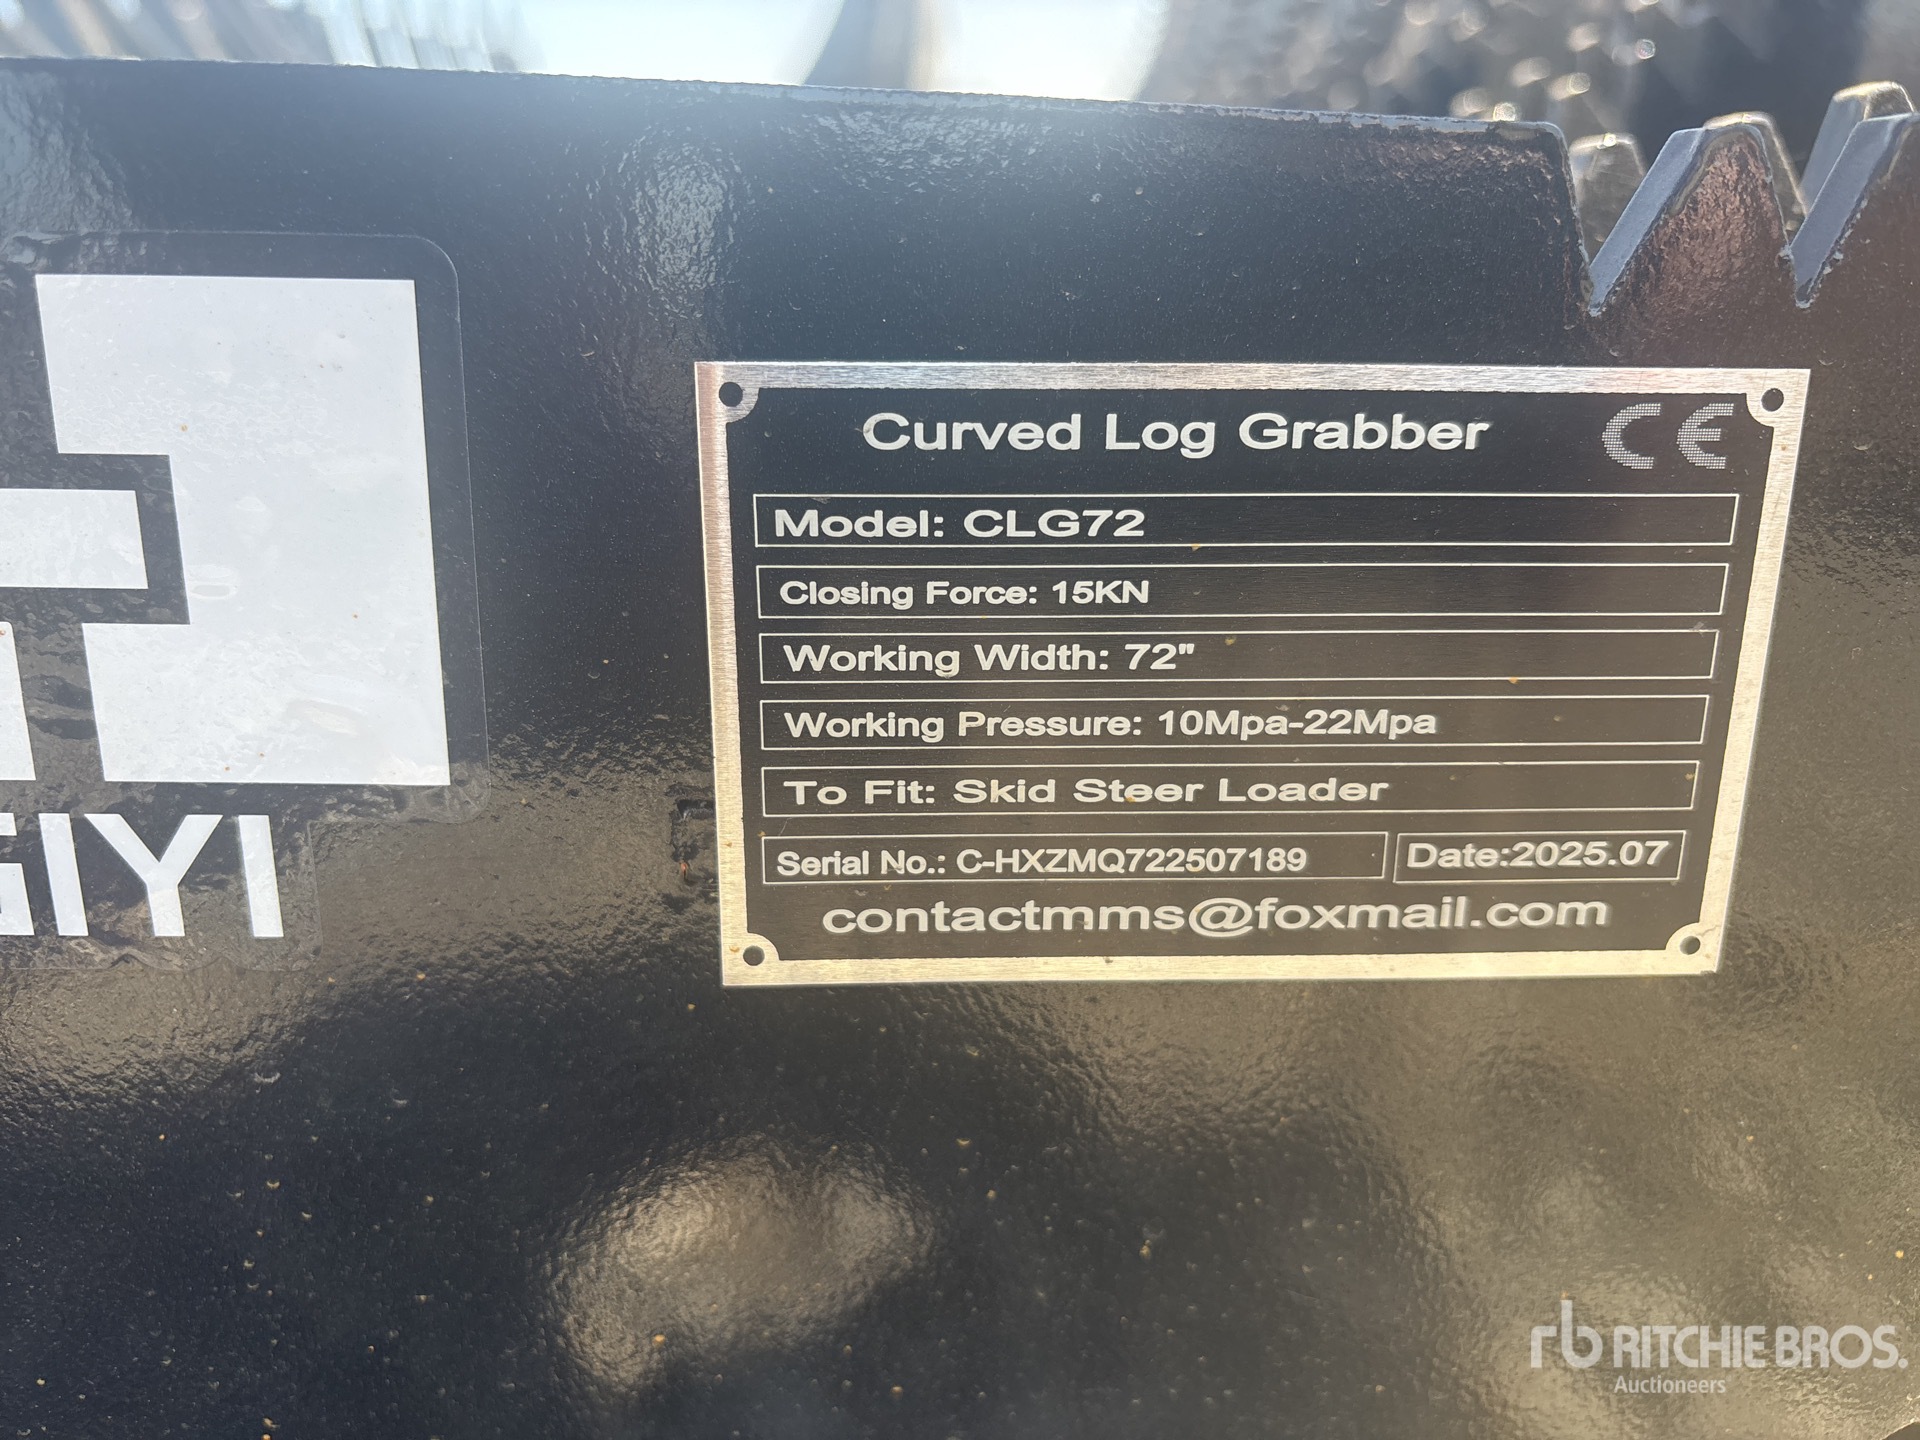 Curved Log Grabber CE
Model: CLG72
Closing Force: 15KN
Working Width: 72"
Working Pressure: 10Mpa-22Mpa
To Fit: Skid Steer Loader
Serial No.: C-HXZMQ722507189 Date:2025.07
contactmms@foxmail.com
GIYI
rb RITCHIE BROS.
Auctioneers